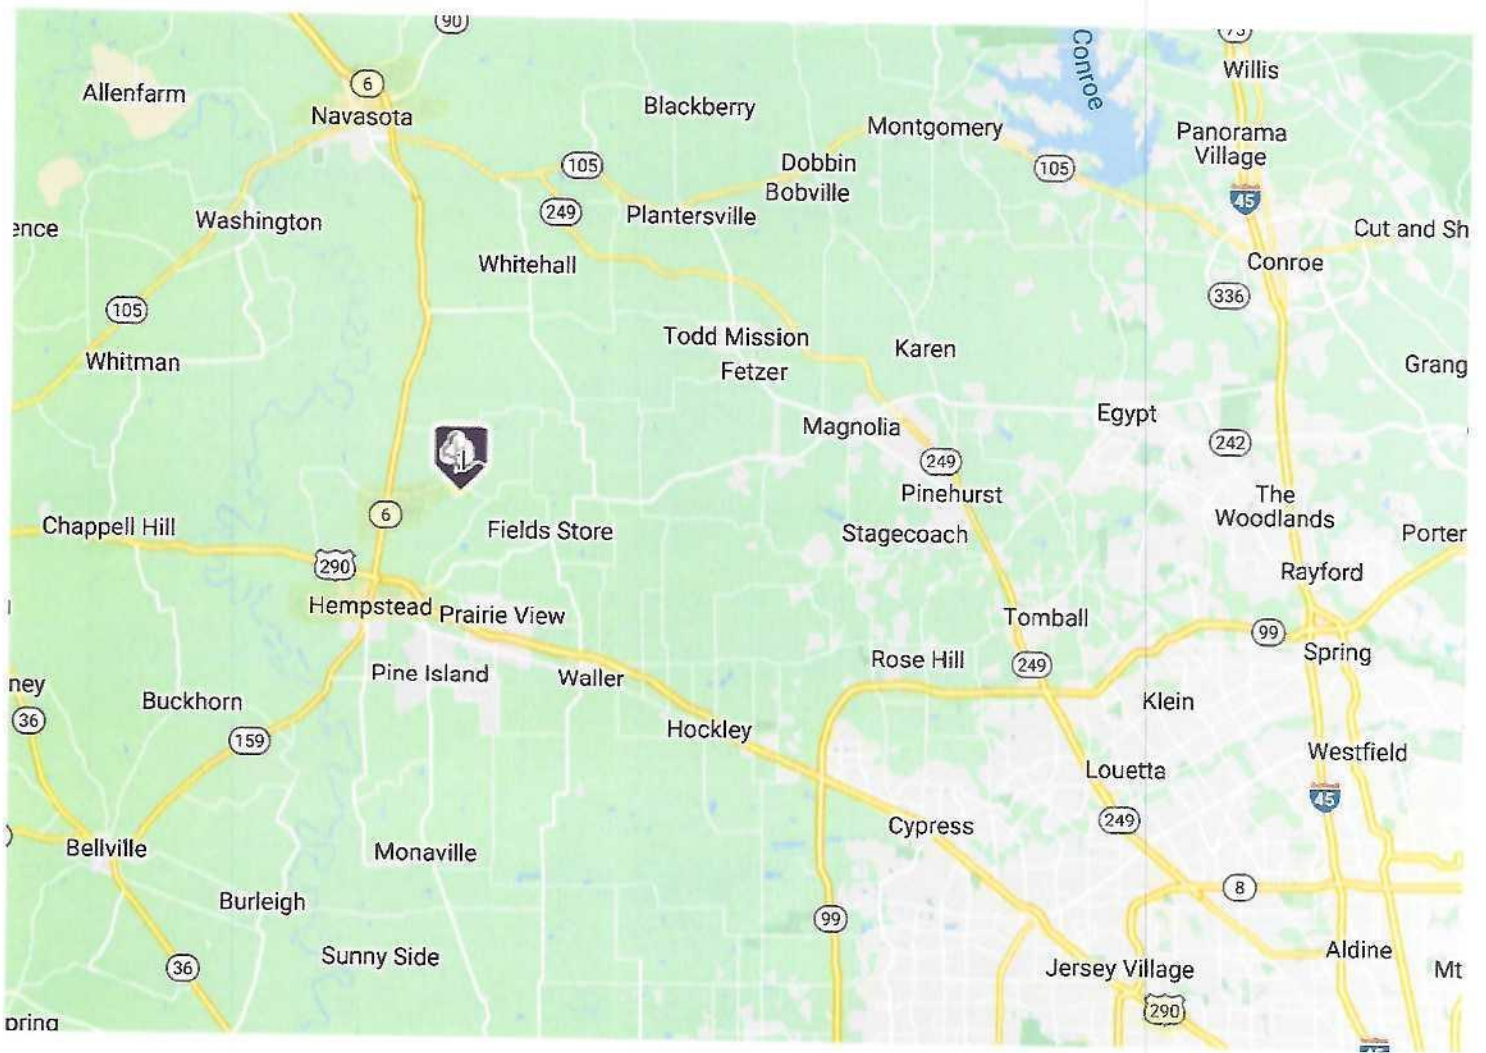 90
Conroe
75
Willis
6
Allenfarm
Navasota
Blackberry
Montgomery
Panorama
Village
105
Dobbin
105
Bobville
45
249
Plantersville
Washington
ence
Cut and Sh
Whitehall
Conroe
336
105
Todd Mission
Karen
Whitman
Fetzer
Grang
Egypt
Magnolia
242
249
Pinehurst
The
Woodlands
6
Chappell Hill
Fields Store
Stagecoach
Porter
290
Rayford
Hempstead
Prairie View
Tomball
99
Spring
Rose Hill
249
Pine Island
Waller
ney
Buckhorn
Klein
36
Hockley
159
Westfield
Louetta
45
249
Cypress
Bellville
Monaville
8
Burleigh
99
Aldine
Sunny Side
36
Jersey Village
Mt
290
pring
45